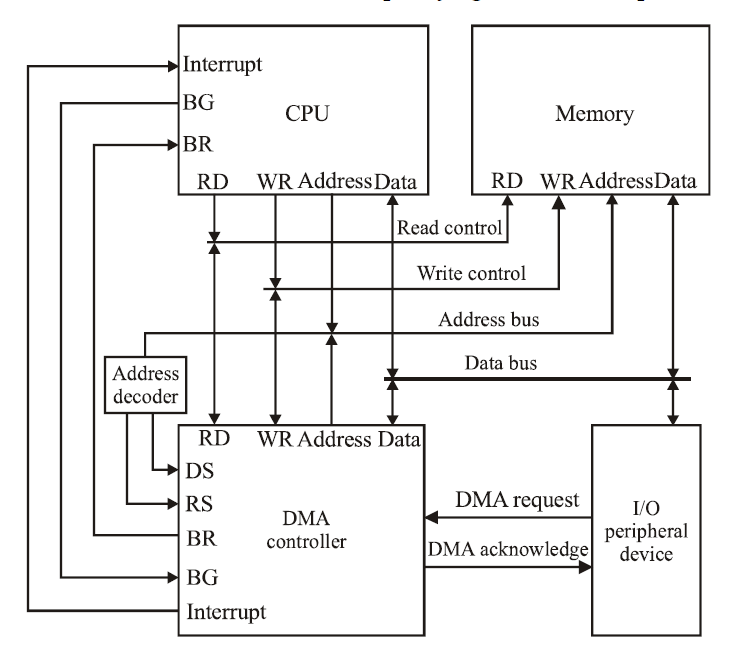 Interrupt
BG
CPU
Memory
BR
RD WR Address Data
RD WR Address Data
Read control
Write control
Address bus
Data bus
Address
decoder
RD WR Address Data
DS
RS
BR
BG
Interrupt
DMA
controller
DMA request
DMA acknowledge
I/O
peripheral
device